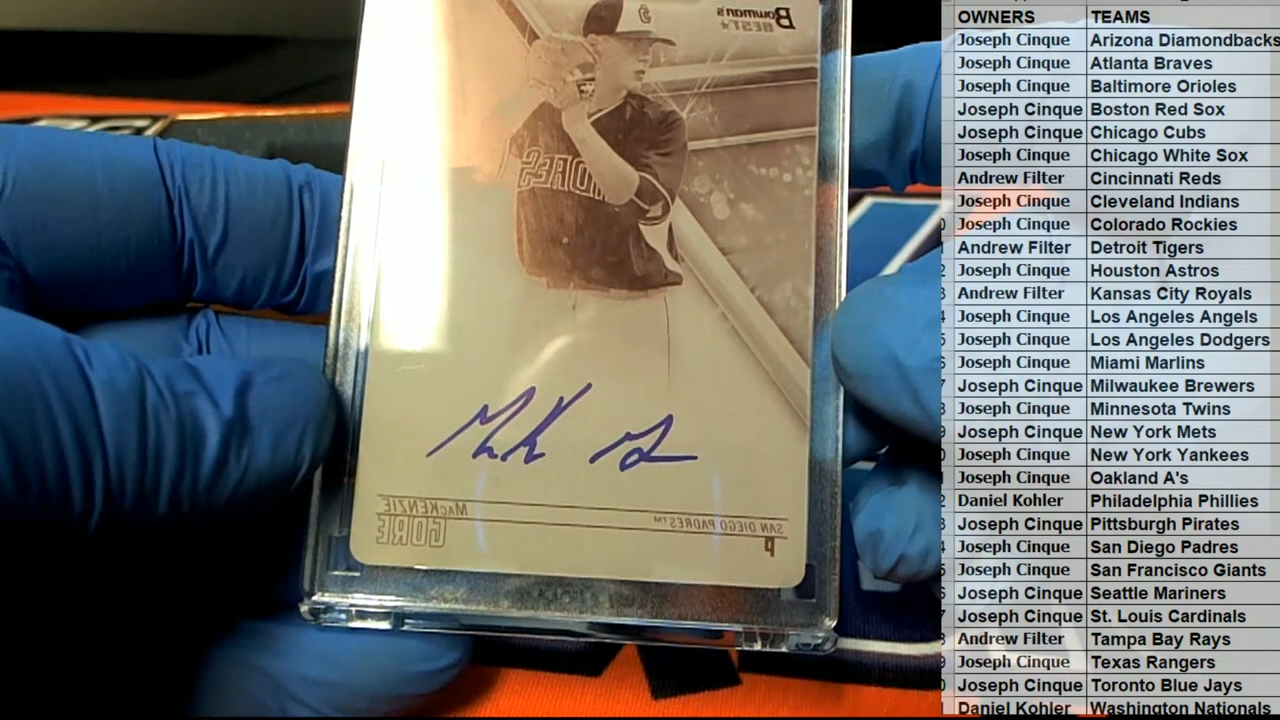 Bowman's
BEST
PADRES
MacKENZIE
GORE
SAN DIEGO PADRES™
P
OWNERS TEAMS
Joseph Cinque Arizona Diamondbacks
Joseph Cinque Atlanta Braves
Joseph Cinque Baltimore Orioles
Joseph Cinque Boston Red Sox
Joseph Cinque Chicago Cubs
Joseph Cinque Chicago White Sox
Andrew Filter Cincinnati Reds
Joseph Cinque Cleveland Indians
Joseph Cinque Colorado Rockies
Andrew Filter Detroit Tigers
Joseph Cinque Houston Astros
Andrew Filter Kansas City Royals
Joseph Cinque Los Angeles Angels
Joseph Cinque Los Angeles Dodgers
Joseph Cinque Miami Marlins
Joseph Cinque Milwaukee Brewers
Joseph Cinque Minnesota Twins
Joseph Cinque New York Mets
Joseph Cinque New York Yankees
Joseph Cinque Oakland A's
Daniel Kohler Philadelphia Phillies
Joseph Cinque Pittsburgh Pirates
Joseph Cinque San Diego Padres
Joseph Cinque San Francisco Giants
Joseph Cinque Seattle Mariners
Joseph Cinque St. Louis Cardinals
Andrew Filter Tampa Bay Rays
Joseph Cinque Texas Rangers
Joseph Cinque Toronto Blue Jays
Daniel Kohler Washington Nationals